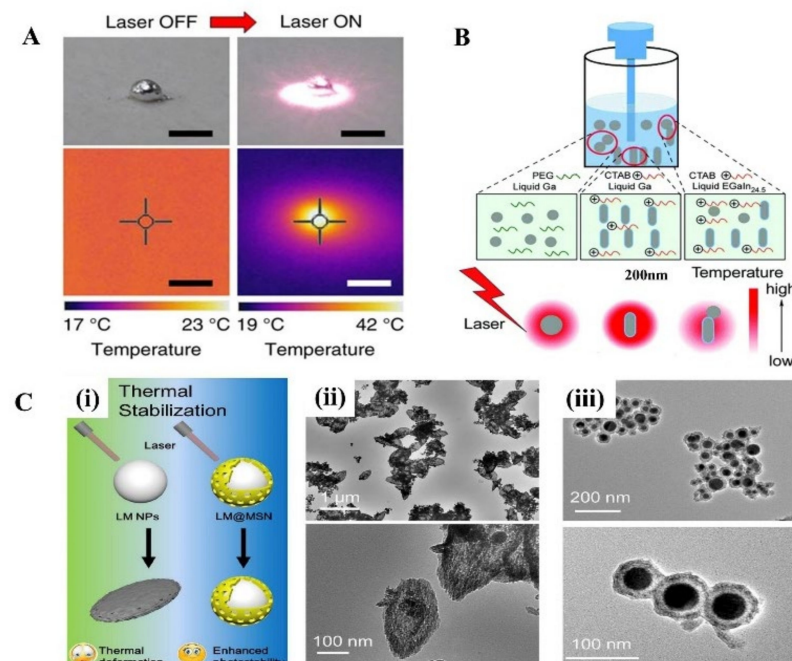 A
Laser OFF
Laser ON
17 °C
23 °C
19 °C
42 °C
Temperature
Temperature
B
PEG
Liquid Ga
CTAB
Liquid Ga
CTAB
Liquid EGaIn24.5
200nm
Temperature
high
low
Laser
C
(i)
Thermal
Stabilization
Laser
LM NPs
LM@MSN
Thermal
deformation
Enhanced
photostability
(ii)
1 μm
100 nm
(iii)
200 nm
100 nm